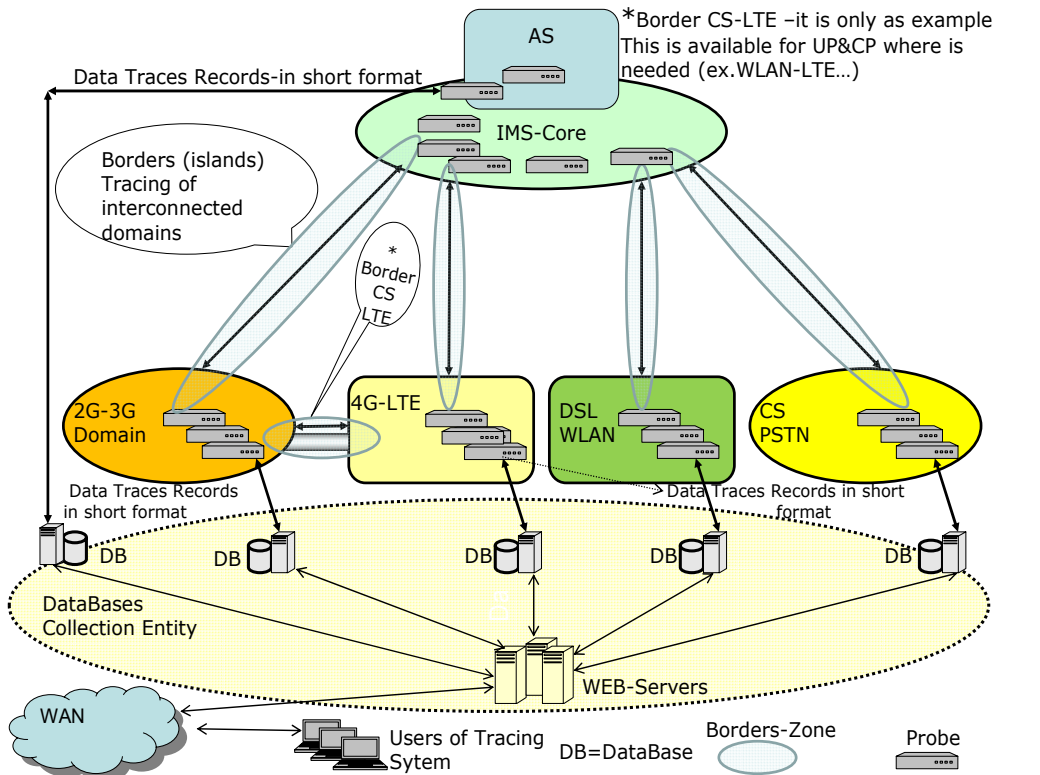 AS
*Border CS-LTE –it is only as example
This is available for UP&CP where is
needed (ex.WLAN-LTE…)
Data Traces Records-in short format
IMS-Core
Borders (islands)
Tracing of
interconnected
domains
*
Border
CS
LTE
2G-3G
Domain
4G-LTE
DSL
WLAN
CS
PSTN
Data Traces Records
in short format
Data Traces Records in short
format
DB
DB
DB
DB
DB
DataBases
Collection Entity
WEB-Servers
WAN
Users of Tracing
Sytem
DB=DataBase
Borders-Zone
Probe